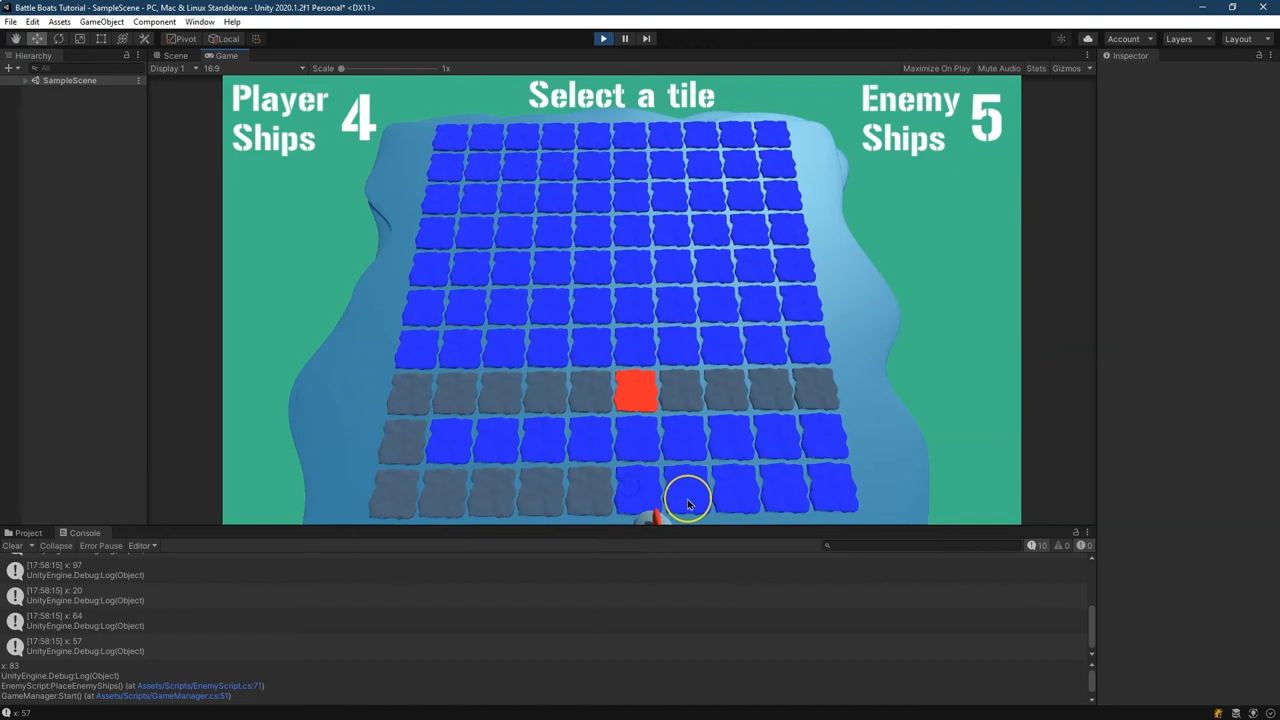 Battle Boats Tutorial - SampleScene - PC, Mac & Linux Standalone - Unity 2020.1.2f1 Personal* <DX11>
File Edit Assets GameObject Component Window Help
Pivot Local Account Layers Layout
Hierarchy Scene Game Inspector
All Display 1 16:9 Scale 1x Maximize On Play Mute Audio Stats Gizmos
SampleScene
Player Ships 4
Select a tile
Enemy Ships 5
Project Console
Clear Collapse Error Pause Editor 10 0 0
[17:58:15] x: 97
UnityEngine.Debug:Log(Object)
[17:58:15] x: 20
UnityEngine.Debug:Log(Object)
[17:58:15] x: 64
UnityEngine.Debug:Log(Object)
[17:58:15] x: 57
UnityEngine.Debug:Log(Object)
x: 83
UnityEngine.Debug:Log(Object)
EnemyScript:PlaceEnemyShips() (at Assets/Scripts/EnemyScript.cs:71)
GameManager:Start() (at Assets/Scripts/GameManager.cs:51)
x: 57